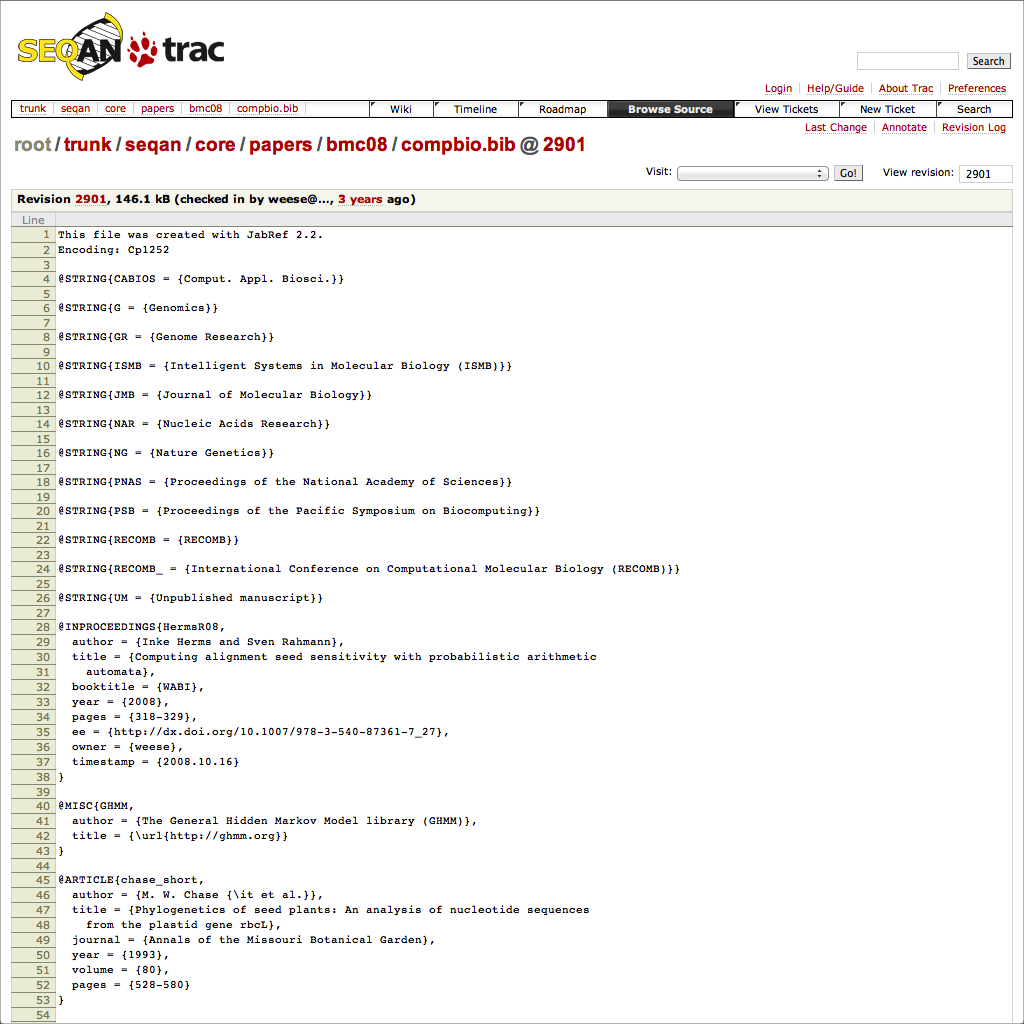 SEQAN trac
Search
Login Help/Guide About Trac Preferences
trunk seqan core papers bmc08 compbio.bib Wiki Timeline Roadmap Browse Source View Tickets New Ticket Search
Last Change Annotate Revision Log
root / trunk / seqan / core / papers / bmc08 / compbio.bib @ 2901
Visit: Go! View revision: 2901
Revision 2901, 146.1 kB (checked in by weese@..., 3 years ago)
Line
1 This file was created with JabRef 2.2.
2 Encoding: Cp1252
3
4 @STRING{CABIOS = {Comput. Appl. Biosci.}}
5
6 @STRING{G = {Genomics}}
7
8 @STRING{GR = {Genome Research}}
9
10 @STRING{ISMB = {Intelligent Systems in Molecular Biology (ISMB)}}
11
12 @STRING{JMB = {Journal of Molecular Biology}}
13
14 @STRING{NAR = {Nucleic Acids Research}}
15
16 @STRING{NG = {Nature Genetics}}
17
18 @STRING{PNAS = {Proceedings of the National Academy of Sciences}}
19
20 @STRING{PSB = {Proceedings of the Pacific Symposium on Biocomputing}}
21
22 @STRING{RECOMB = {RECOMB}}
23
24 @STRING{RECOMB_ = {International Conference on Computational Molecular Biology (RECOMB)}}
25
26 @STRING{UM = {Unpublished manuscript}}
27
28 @INPROCEEDINGS{HermsR08,
29 author = {Inke Herms and Sven Rahmann},
30 title = {Computing alignment seed sensitivity with probabilistic arithmetic
31 automata},
32 booktitle = {WABI},
33 year = {2008},
34 pages = {318-329},
35 ee = {http://dx.doi.org/10.1007/978-3-540-87361-7_27},
36 owner = {weese},
37 timestamp = {2008.10.16}
38 }
39
40 @MISC{GHMM,
41 author = {The General Hidden Markov Model library (GHMM)},
42 title = {\url{http://ghmm.org}}
43 }
44
45 @ARTICLE{chase_short,
46 author = {M. W. Chase {\it et al.}},
47 title = {Phylogenetics of seed plants: An analysis of nucleotide sequences
48 from the plastid gene rbcL},
49 journal = {Annals of the Missouri Botanical Garden},
50 year = {1993},
51 volume = {80},
52 pages = {528-580}
53 }
54